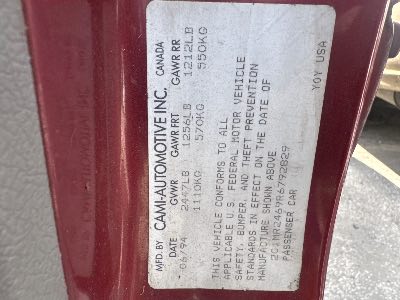 MFD. BY CAMI-AUTOMOTIVE INC. CANADA
DATE GVWR GAWR FRT GAWR RR
06/94 2447LB 1256LB 1212LB
1110KG 570KG 550KG
THIS VEHICLE CONFORMS TO ALL
APPLICABLE U.S. FEDERAL MOTOR VEHICLE
SAFETY, BUMPER, AND THEFT PREVENTION
STANDARDS IN EFFECT ON THE DATE OF
MANUFACTURE SHOWN ABOVE
2C1MR2469R6792829
PASSENGER CAR
YOY USA